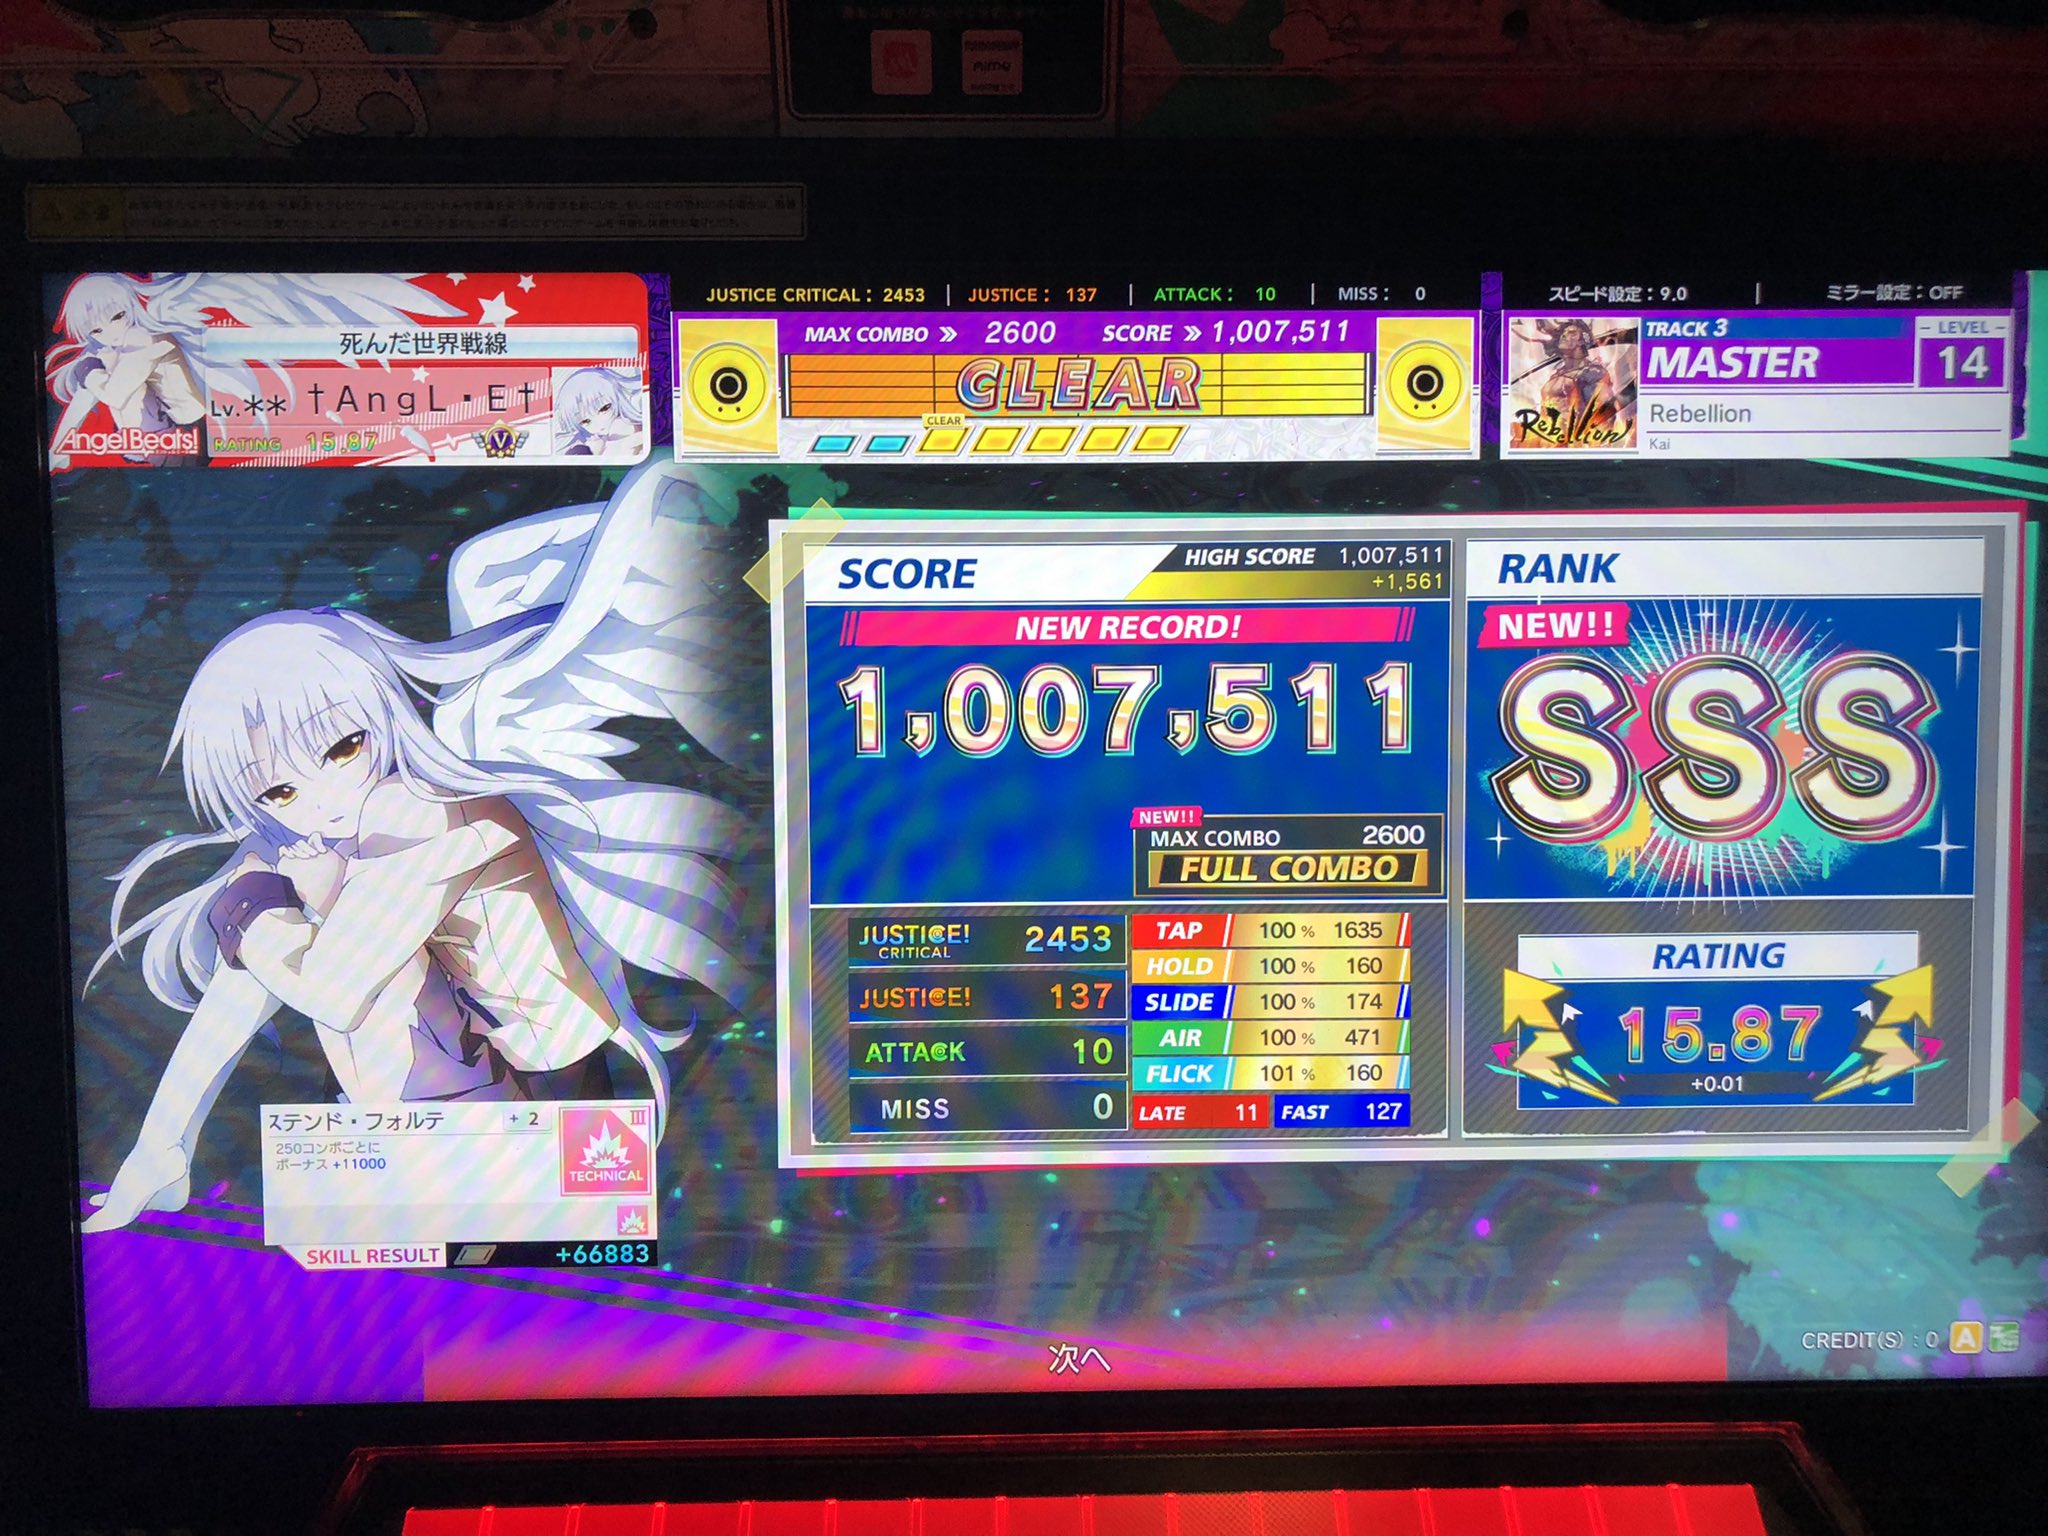 JUSTICE CRITICAL : 2453 | JUSTICE : 137 | ATTACK : 10 | MISS : 0
スピード設定 : 9.0 | ミラー設定 : OFF
死んだ世界戦線
Lv.** †AngL・E†
AngelBeats!
RATING 15.87
V
MAX COMBO 2600 SCORE 1,007,511
CLEAR
CLEAR
TRACK 3
MASTER
LEVEL
14
Rebellion
Rebellion
Kai
SCORE
HIGH SCORE 1,007,511
+1,561
NEW RECORD!
1,007,511
NEW!!
MAX COMBO 2600
FULL COMBO
JUSTICE! CRITICAL 2453
JUSTICE! 137
ATTACK 10
MISS 0
TAP 100 % 1635
HOLD 100 % 160
SLIDE 100 % 174
AIR 100 % 471
FLICK 101 % 160
LATE 11 FAST 127
RANK
NEW!!
SSS
RATING
15.87
+0.01
ステンド・フォルテ +2
250コンボごとに
ボーナス +11000
III
TECHNICAL
SKILL RESULT +66883
次へ
CREDIT(S) : 0 A